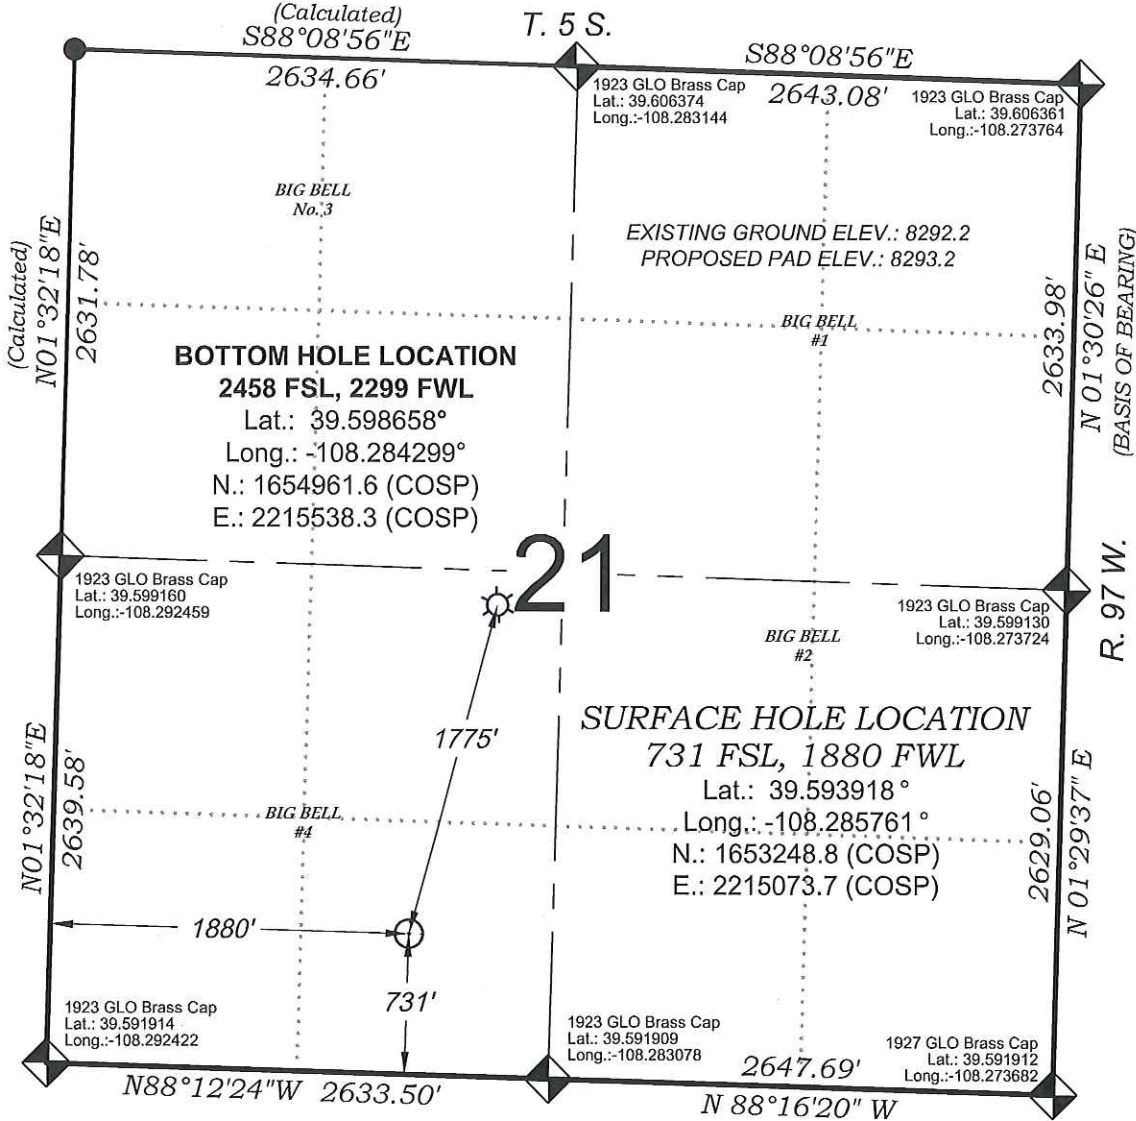 (Calculated)
S88°08'56"E
2634.66'
T. 5 S.
S88°08'56"E
2643.08'
1923 GLO Brass Cap
Lat.: 39.606374
Long.:-108.283144
1923 GLO Brass Cap
Lat.: 39.606361
Long.:-108.273764
BIG BELL
No. 3
EXISTING GROUND ELEV.: 8292.2
PROPOSED PAD ELEV.: 8293.2
(Calculated)
N01°32'18"E
2631.78'
BIG BELL
#1
2633.98'
N 01°30'26" E
(BASIS OF BEARING)
BOTTOM HOLE LOCATION
2458 FSL, 2299 FWL
Lat.: 39.598658°
Long.: -108.284299°
N.: 1654961.6 (COSP)
E.: 2215538.3 (COSP)
21
R. 97 W.
1923 GLO Brass Cap
Lat.: 39.599160
Long.:-108.292459
1923 GLO Brass Cap
Lat.: 39.599130
Long.:-108.273724
BIG BELL
#2
1775'
SURFACE HOLE LOCATION
731 FSL, 1880 FWL
Lat.: 39.593918°
Long.: -108.285761°
N.: 1653248.8 (COSP)
E.: 2215073.7 (COSP)
N01°32'18"E
2639.58'
BIG BELL
#4
2629.06'
N 01°29'37" E
1880'
731'
1923 GLO Brass Cap
Lat.: 39.591914
Long.:-108.292422
1923 GLO Brass Cap
Lat.: 39.591909
Long.:-108.283078
1927 GLO Brass Cap
Lat.: 39.591912
Long.:-108.273682
N88°12'24"W 2633.50'
2647.69'
N 88°16'20" W